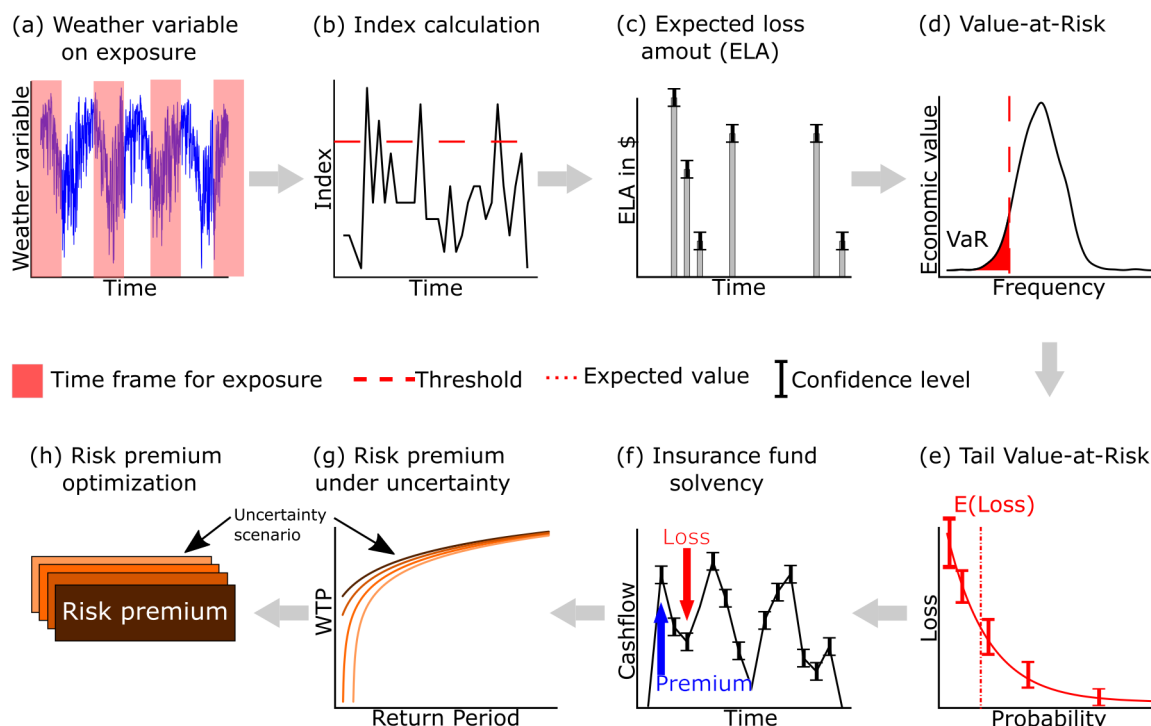 (a) Weather variable
on exposure
(b) Index calculation
(c) Expected loss
amout (ELA)
(d) Value-at-Risk
Weather variable
Time
Index
Time
ELA in $
Time
Economic value
VaR
Frequency
Time frame for exposure
Threshold
Expected value
Confidence level
(h) Risk premium
optimization
(g) Risk premium
under uncertainty
(f) Insurance fund
solvency
(e) Tail Value-at-Risk
Uncertainty
scenario
Risk premium
WTP
Return Period
Cashflow
Loss
Premium
Time
E(Loss)
Loss
Probability